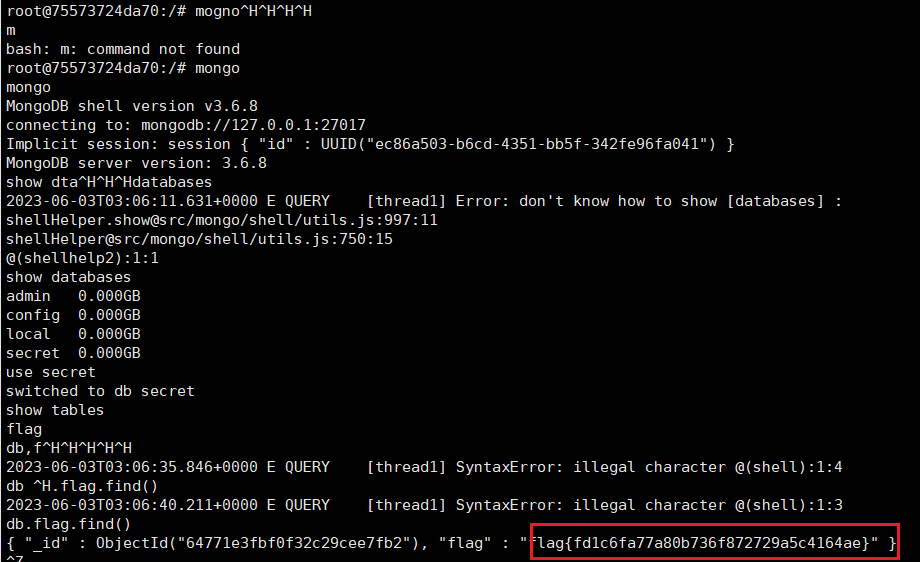 root@75573724da70:/# mogno^H^H^H^H
m
bash: m: command not found
root@75573724da70:/# mongo
mongo
MongoDB shell version v3.6.8
connecting to: mongodb://127.0.0.1:27017
Implicit session: session { "id" : UUID("ec86a503-b6cd-4351-bb5f-342fe96fa041") }
MongoDB server version: 3.6.8
show dta^H^H^Hdatabases
2023-06-03T03:06:11.631+0000 E QUERY    [thread1] Error: don't know how to show [databases] :
shellHelper.show@src/mongo/shell/utils.js:997:11
shellHelper@src/mongo/shell/utils.js:750:15
@(shellhelp2):1:1
show databases
admin   0.000GB
config  0.000GB
local   0.000GB
secret  0.000GB
use secret
switched to db secret
show tables
flag
db,f^H^H^H^H^H
2023-06-03T03:06:35.846+0000 E QUERY    [thread1] SyntaxError: illegal character @(shell):1:4
db ^H.flag.find()
2023-06-03T03:06:40.211+0000 E QUERY    [thread1] SyntaxError: illegal character @(shell):1:3
db.flag.find()
{ "_id" : ObjectId("64771e3fbf0f32c29cee7fb2"), "flag" : "flag{fd1c6fa77a80b736f872729a5c4164ae}" }
^Z